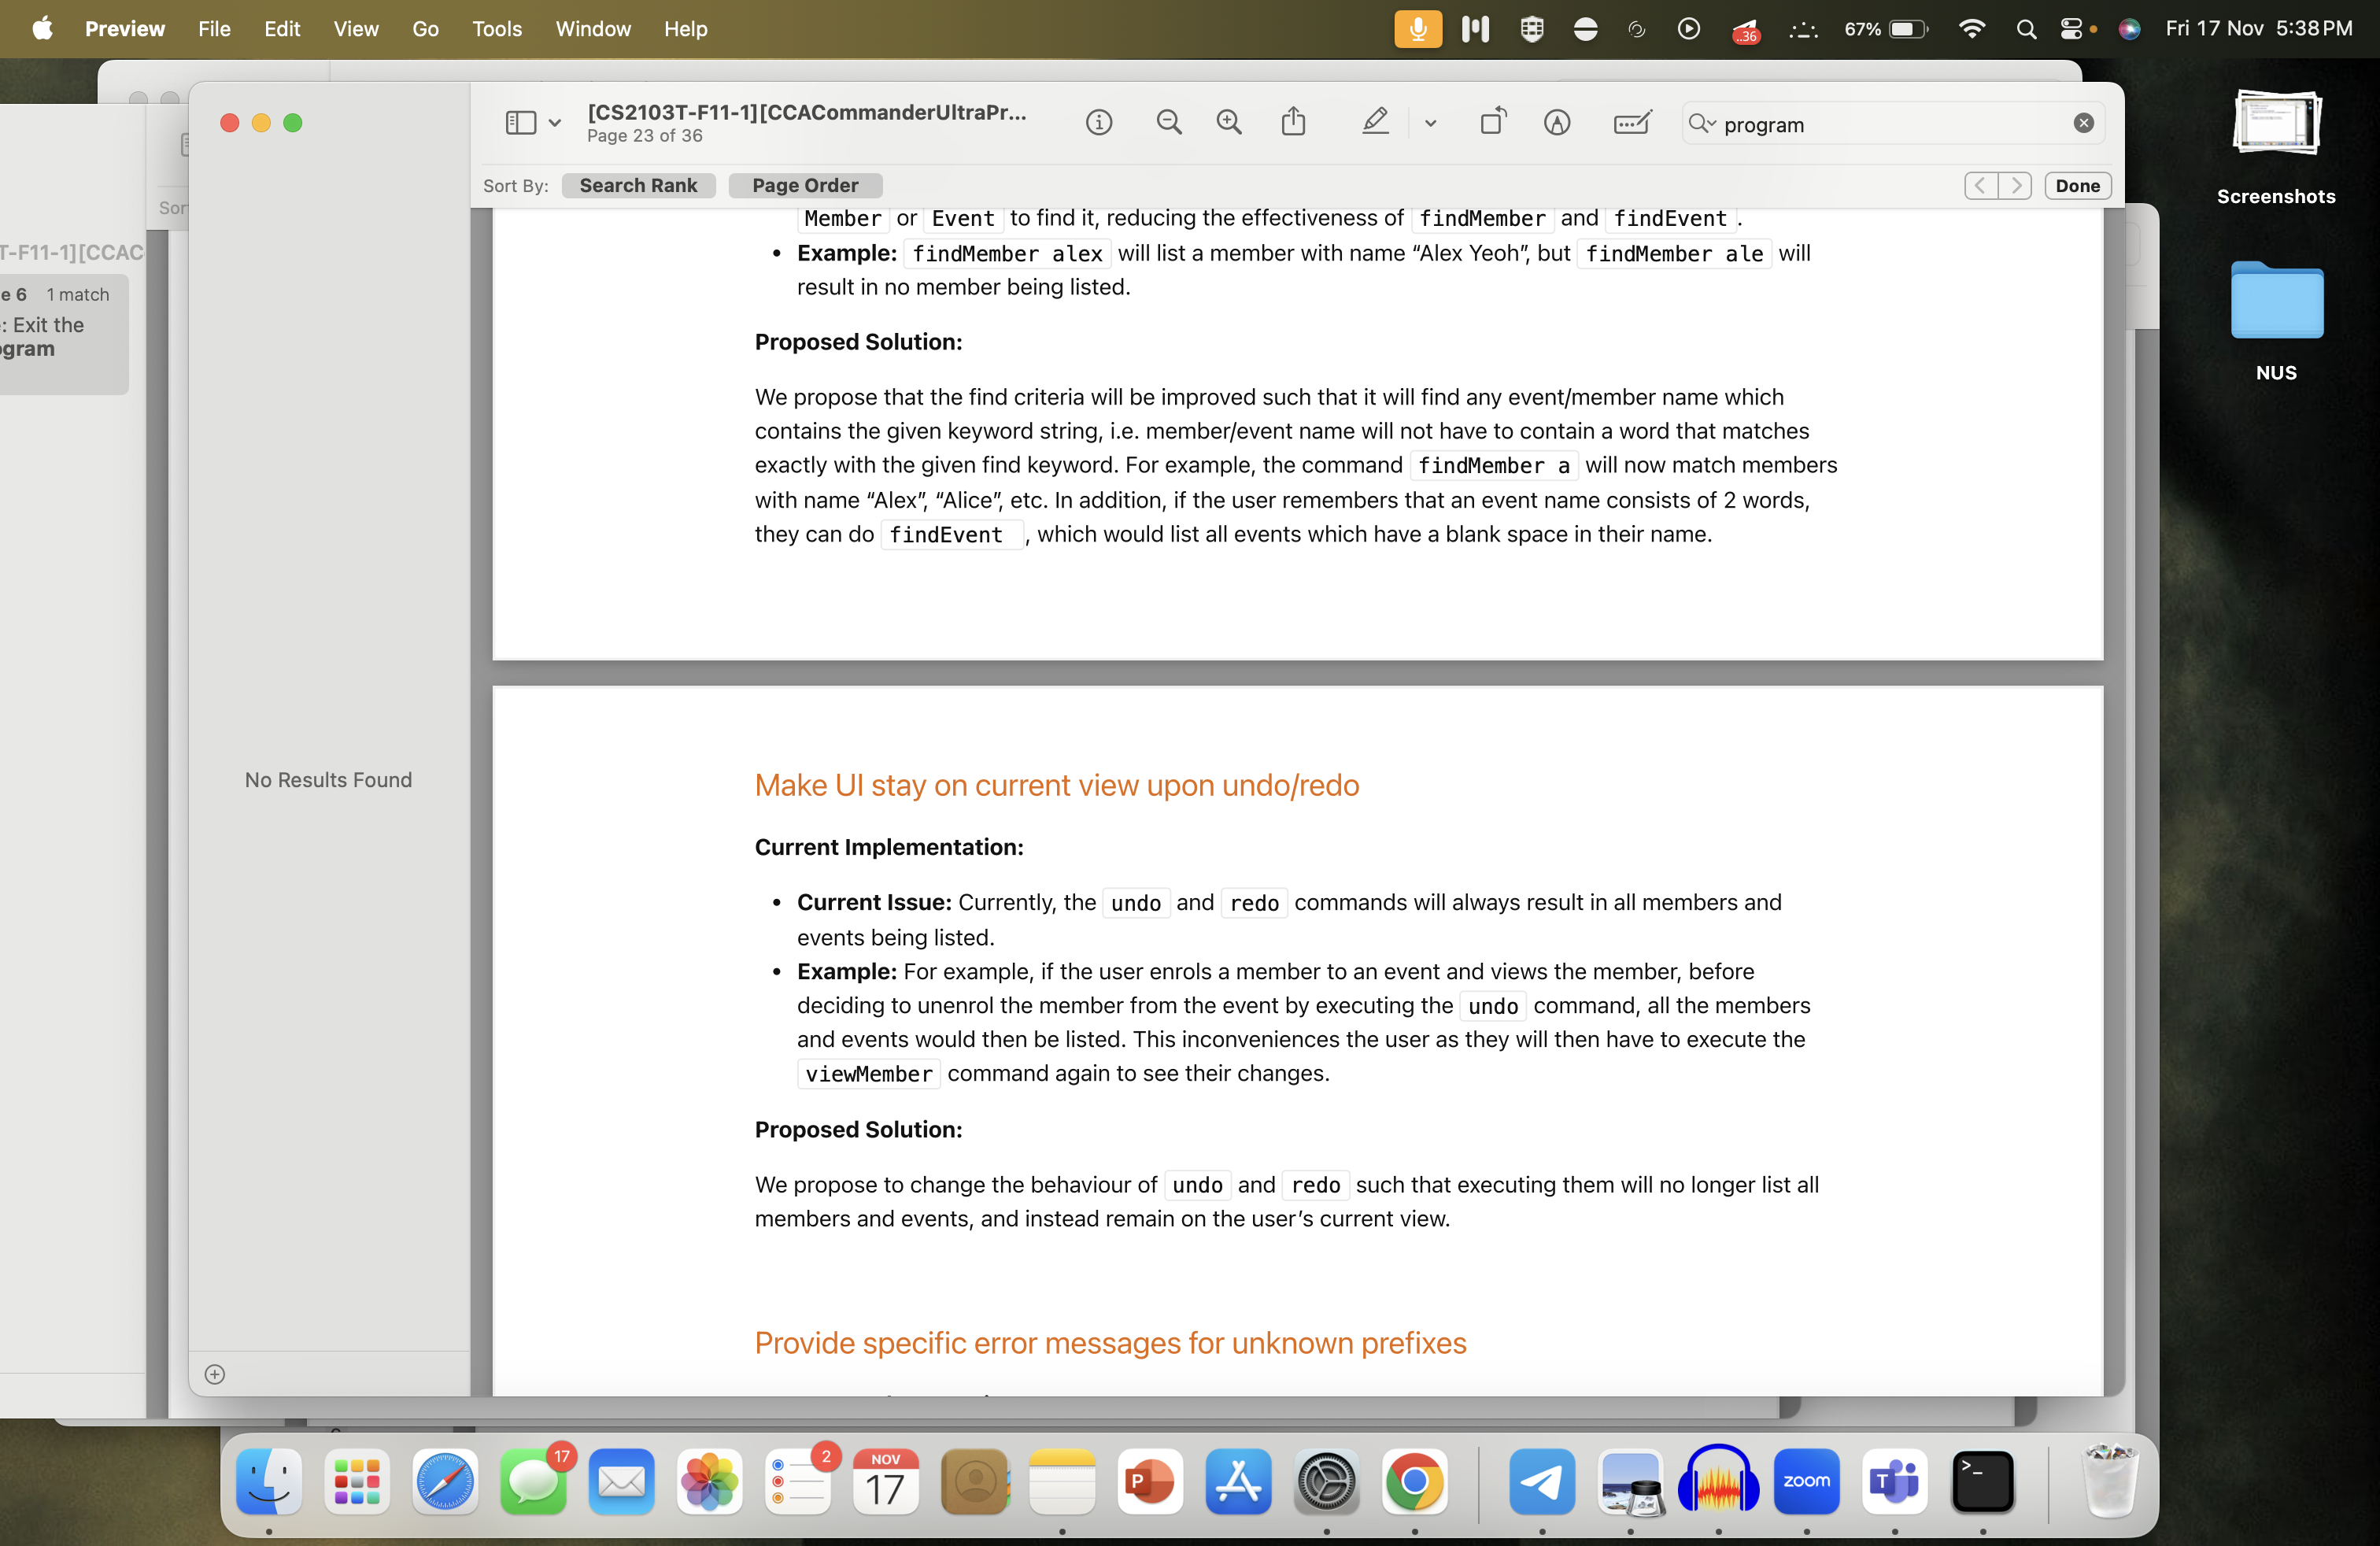 Preview File Edit View Go Tools Window Help
..36
67%
Fri 17 Nov 5:38 PM
[CS2103T-F11-1][CCACommanderUltraPr...
Page 23 of 36
program
Sort By: Search Rank Page Order
Done
T-F11-1][CCAC
e 6 1 match
: Exit the
ogram
No Results Found
Member or Event to find it, reducing the effectiveness of findMember and findEvent .
• Example: findMember alex will list a member with name “Alex Yeoh”, but findMember ale will
result in no member being listed.
Proposed Solution:
We propose that the find criteria will be improved such that it will find any event/member name which
contains the given keyword string, i.e. member/event name will not have to contain a word that matches
exactly with the given find keyword. For example, the command findMember a will now match members
with name “Alex”, “Alice”, etc. In addition, if the user remembers that an event name consists of 2 words,
they can do findEvent , which would list all events which have a blank space in their name.
Make UI stay on current view upon undo/redo
Current Implementation:
• Current Issue: Currently, the undo and redo commands will always result in all members and
events being listed.
• Example: For example, if the user enrols a member to an event and views the member, before
deciding to unenrol the member from the event by executing the undo command, all the members
and events would then be listed. This inconveniences the user as they will then have to execute the
viewMember command again to see their changes.
Proposed Solution:
We propose to change the behaviour of undo and redo such that executing them will no longer list all
members and events, and instead remain on the user’s current view.
Provide specific error messages for unknown prefixes
Screenshots
NUS
17
2
NOV
17
P
zoom
T
>_